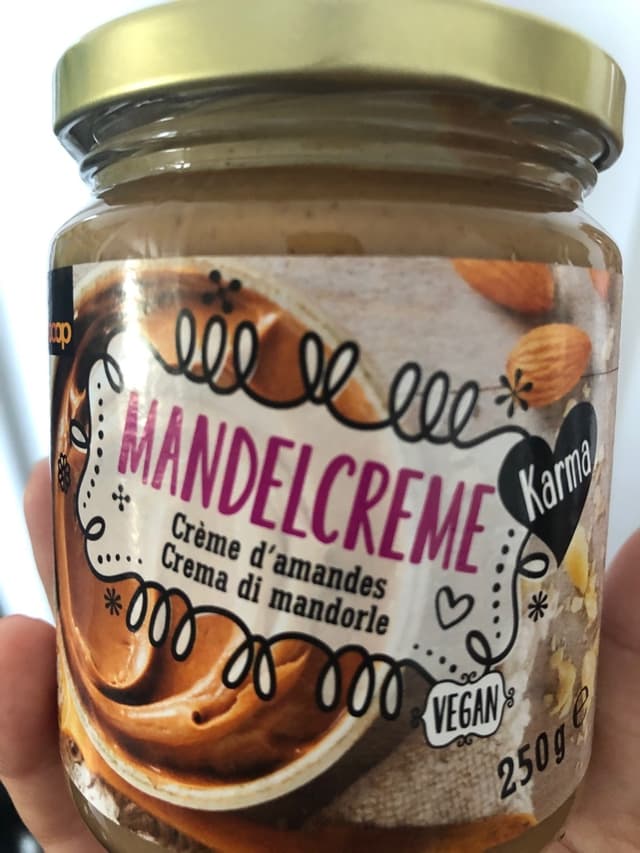 coop
MANDELCREME
Karma
Crème d'amandes
Crema di mandorle
VEGAN
250g e